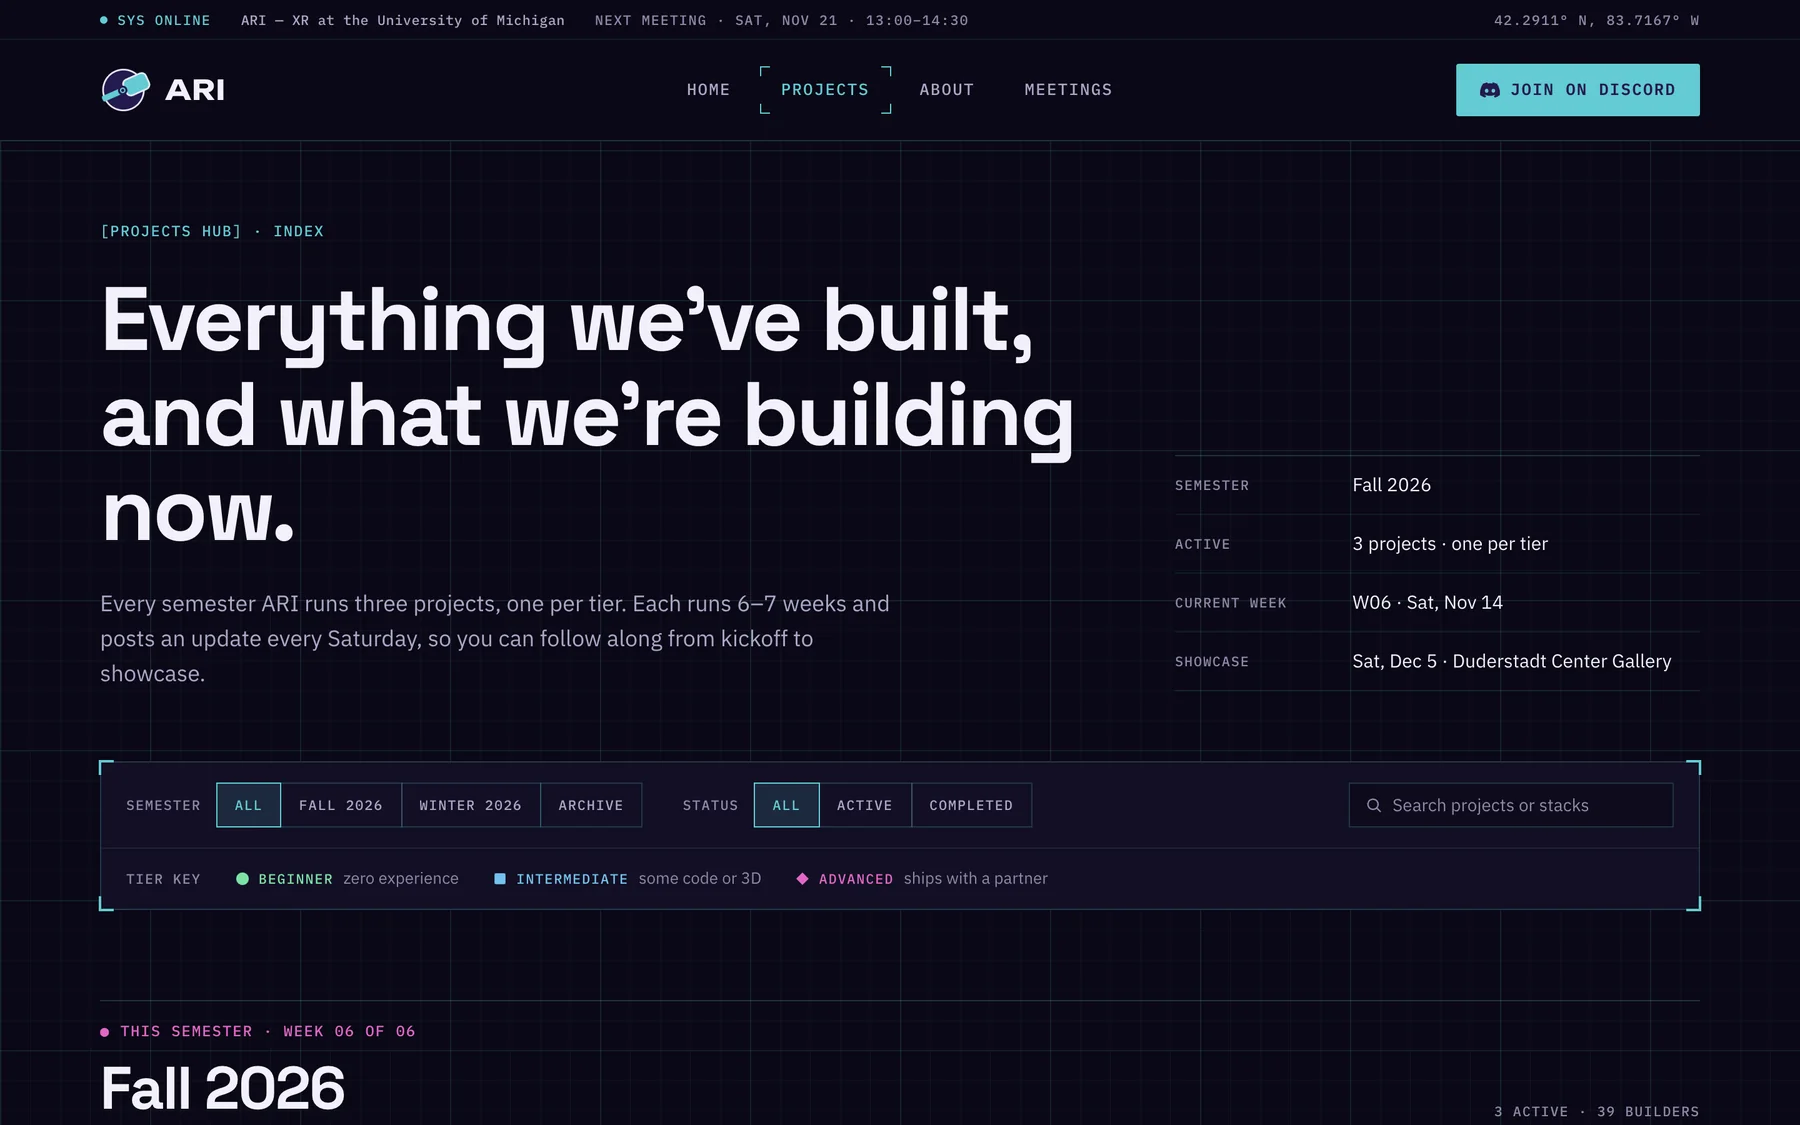 SYS ONLINE
ARI — XR at the University of Michigan
NEXT MEETING · SAT, NOV 21 · 13:00–14:30
42.2911° N, 83.7167° W
ARI
HOME
PROJECTS
ABOUT
MEETINGS
JOIN ON DISCORD
[PROJECTS HUB] · INDEX
Everything we’ve built,
and what we’re building
now.
Every semester ARI runs three projects, one per tier. Each runs 6–7 weeks and
posts an update every Saturday, so you can follow along from kickoff to
showcase.
SEMESTER Fall 2026
ACTIVE 3 projects · one per tier
CURRENT WEEK W06 · Sat, Nov 14
SHOWCASE Sat, Dec 5 · Duderstadt Center Gallery
SEMESTER ALL FALL 2026 WINTER 2026 ARCHIVE
STATUS ALL ACTIVE COMPLETED
Search projects or stacks
TIER KEY BEGINNER zero experience INTERMEDIATE some code or 3D ADVANCED ships with a partner
THIS SEMESTER · WEEK 06 OF 06
Fall 2026
3 ACTIVE · 39 BUILDERS